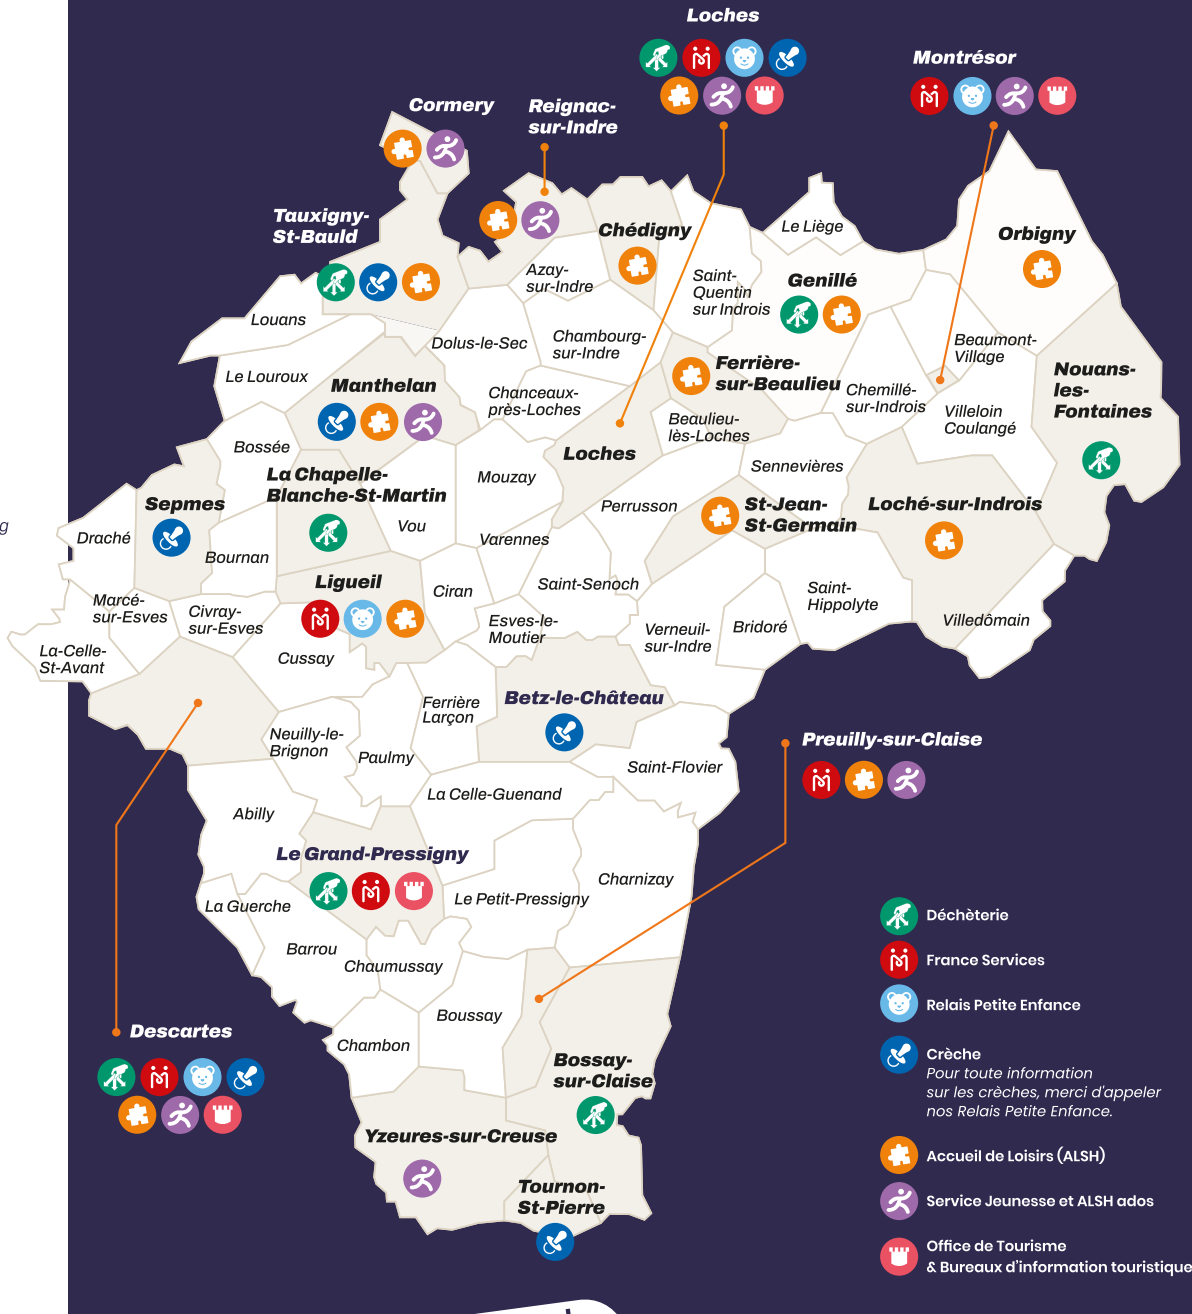 Loches
Montrésor
Cormery
Reignac-
sur-Indre
Tauxigny-
St-Bauld
Chédigny
Le Liège
Orbigny
Azay-
sur-Indre
Saint-
Quentin
sur Indrois
Genillé
Louans
Dolus-le-Sec
Chambourg-
sur-Indre
Beaumont-
Village
Le Louroux
Manthelan
Ferrière-
sur-Beaulieu
Nouans-
les-
Fontaines
Chanceaux-
près-Loches
Chemillé-
sur-Indrois
Villeloin
Coulangé
Beaulieu-
lès-Loches
Bossée
Loches
Sennevières
La Chapelle-
Blanche-St-Martin
Mouzay
Sepmes
Perrusson
St-Jean-
St-Germain
Loché-sur-Indrois
g
Draché
Vou
Varennes
Bournan
Ligueil
Ciran
Saint-Senoch
Saint-
Hippolyte
Marcé-
sur-Esves
Civray-
sur-Esves
Esves-le-
Moutier
Verneuil-
sur-Indre
Bridoré
Villedômain
La-Celle-
St-Avant
Cussay
Betz-le-Château
Ferrière
Larçon
Neuilly-le-
Brignon
Paulmy
Preuilly-sur-Claise
Saint-Flovier
La Celle-Guenand
Abilly
Le Grand-Pressigny
Charnizay
La Guerche
Le Petit-Pressigny
Barrou
Chaumussay
Boussay
Descartes
Chambon
Bossay-
sur-Claise
Yzeures-sur-Creuse
Tournon-
St-Pierre
Déchèterie
France Services
Relais Petite Enfance
Crèche
Pour toute information
sur les crèches, merci d'appeler
nos Relais Petite Enfance.
Accueil de Loisirs (ALSH)
Service Jeunesse et ALSH ados
Office de Tourisme
& Bureaux d'information touristique